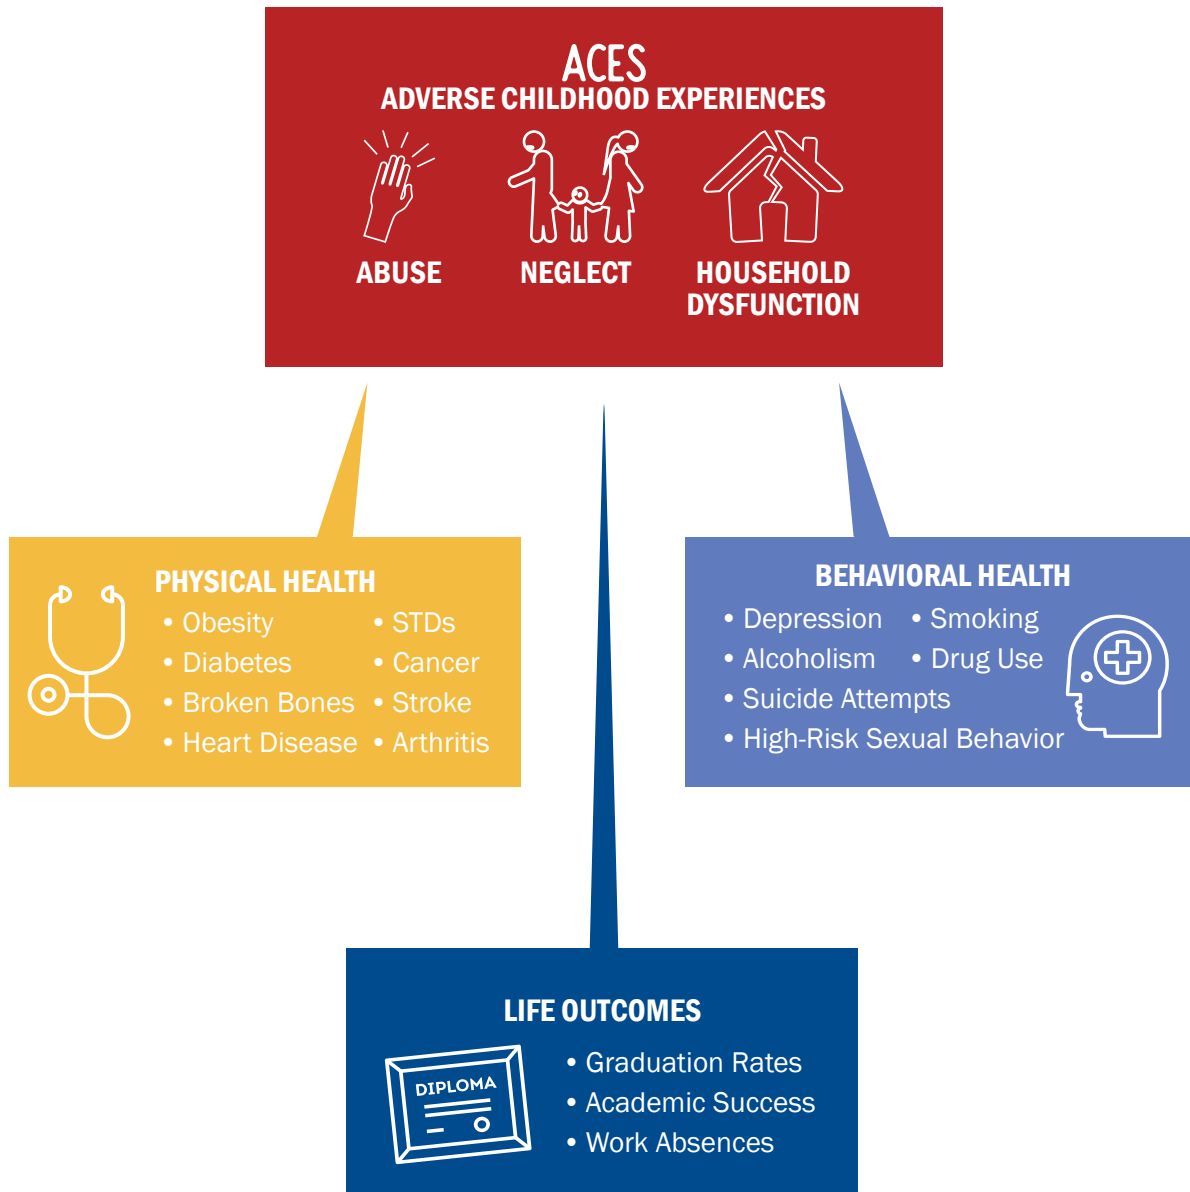 ACES
ADVERSE CHILDHOOD EXPERIENCES
ABUSE
NEGLECT
HOUSEHOLD
DYSFUNCTION
PHYSICAL HEALTH
• Obesity
• Diabetes
• Broken Bones
• Heart Disease
• STDs
• Cancer
• Stroke
• Arthritis
BEHAVIORAL HEALTH
• Depression • Smoking
• Alcoholism • Drug Use
• Suicide Attempts
• High-Risk Sexual Behavior
LIFE OUTCOMES
DIPLOMA
• Graduation Rates
• Academic Success
• Work Absences